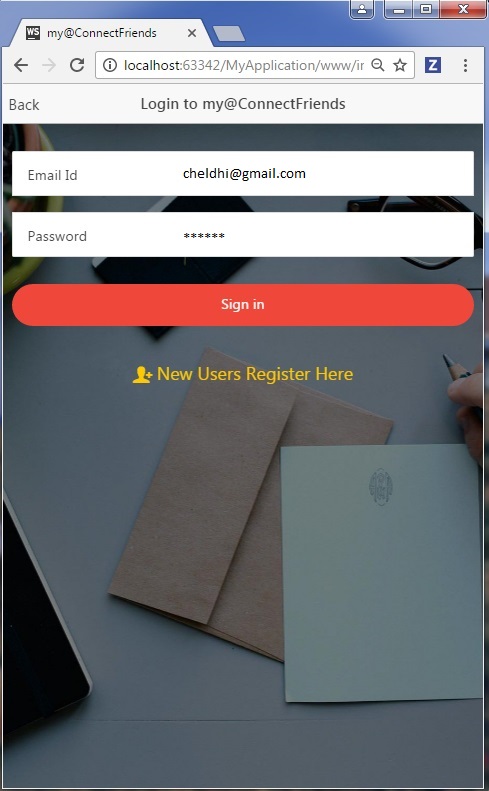 WS my@ConnectFriends
localhost:63342/MyApplication/www/ir
Z
Back Login to my@ConnectFriends
Email Id cheldhi@gmail.com
Password ******
Sign in
New Users Register Here